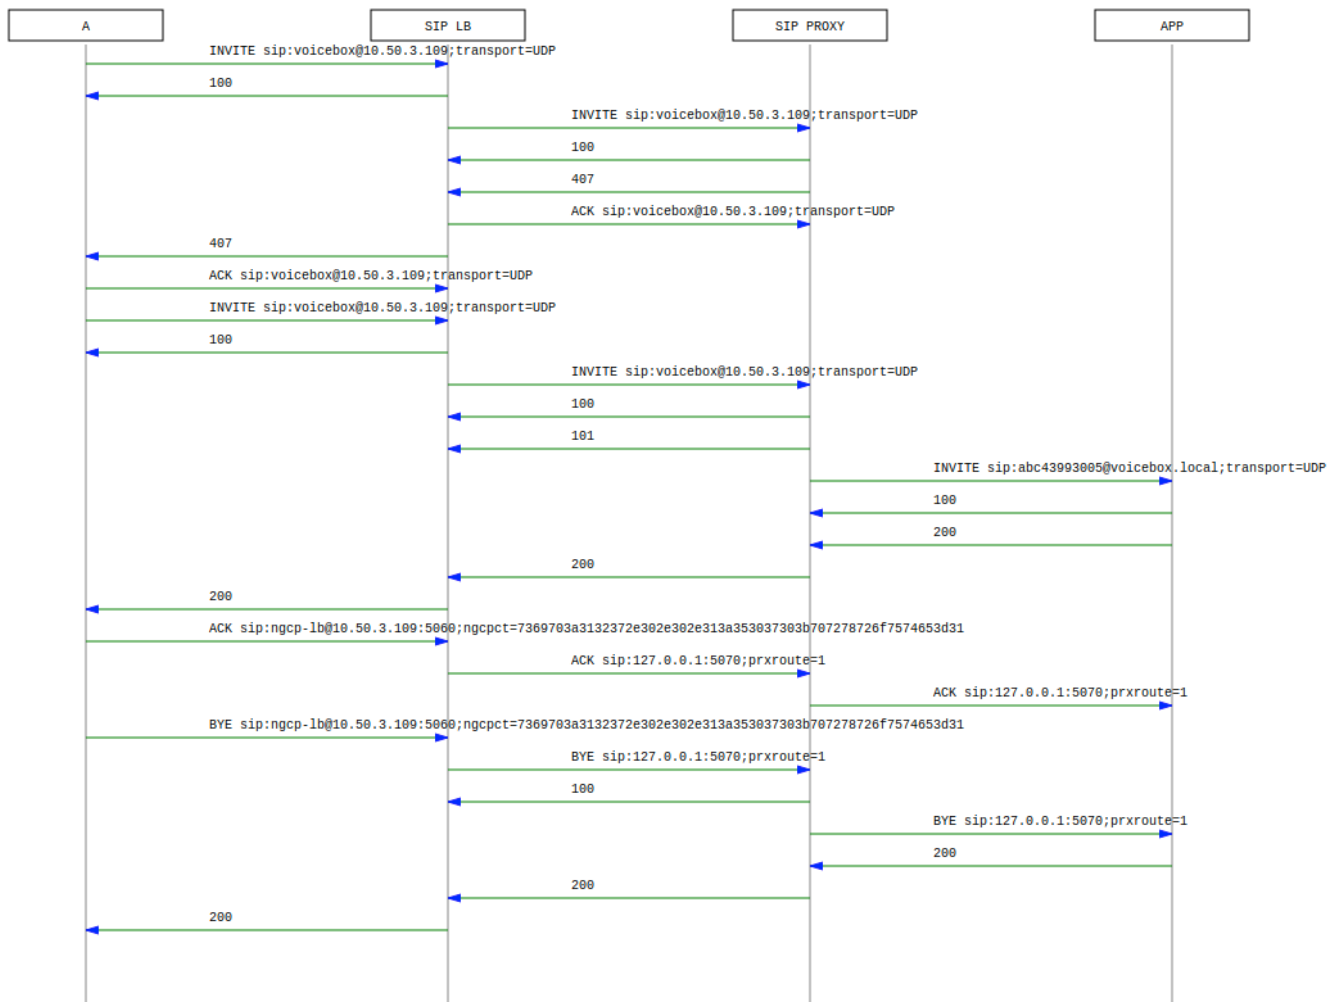 A
SIP LB
SIP PROXY
APP
INVITE sip:voicebox@10.50.3.109;transport=UDP
100
INVITE sip:voicebox@10.50.3.109;transport=UDP
100
407
ACK sip:voicebox@10.50.3.109;transport=UDP
407
ACK sip:voicebox@10.50.3.109;transport=UDP
INVITE sip:voicebox@10.50.3.109;transport=UDP
100
INVITE sip:voicebox@10.50.3.109;transport=UDP
100
101
INVITE sip:abc43993005@voicebox.local;transport=UDP
100
200
200
200
ACK sip:ngcp-lb@10.50.3.109:5060;ngcpct=7369703a3132372e302e302e313a353037303b707278726f7574653d31
ACK sip:127.0.0.1:5070;prxroute=1
ACK sip:127.0.0.1:5070;prxroute=1
BYE sip:ngcp-lb@10.50.3.109:5060;ngcpct=7369703a3132372e302e302e313a353037303b707278726f7574653d31
BYE sip:127.0.0.1:5070;prxroute=1
100
BYE sip:127.0.0.1:5070;prxroute=1
200
200
200